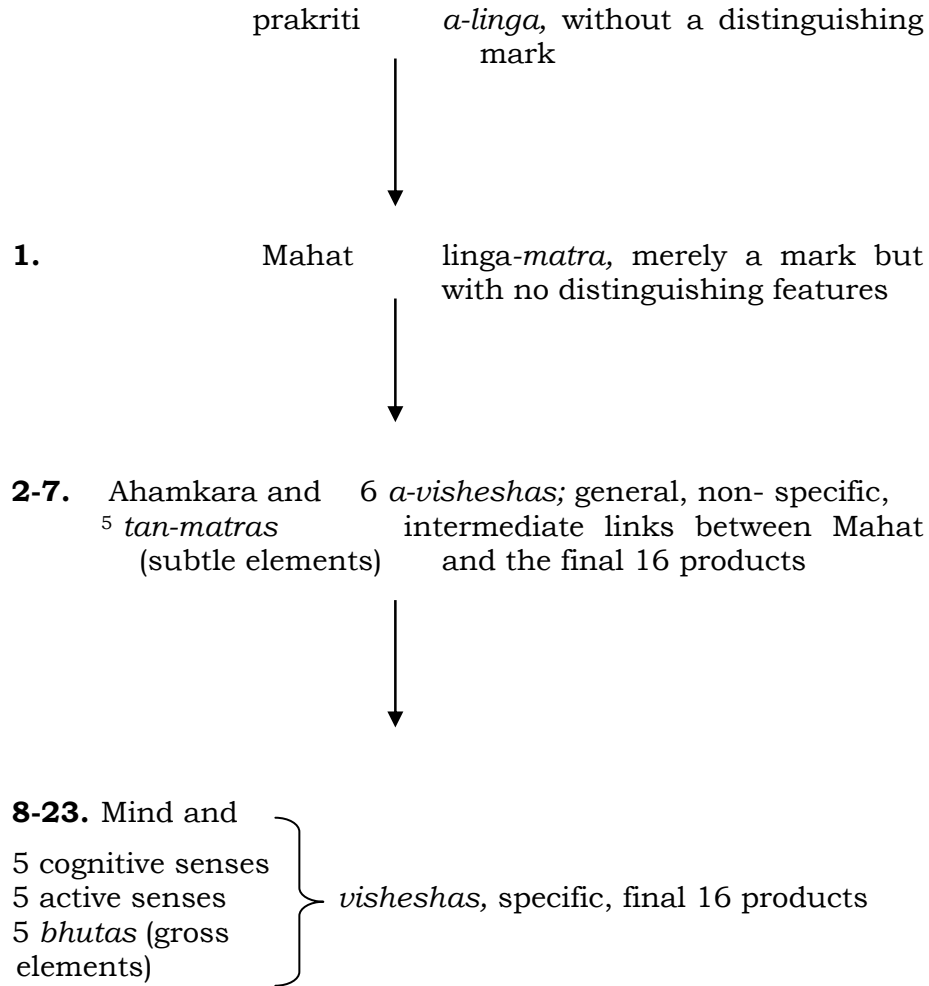 prakriti a-linga, without a distinguishing
mark
1. Mahat linga-matra, merely a mark but
with no distinguishing features
2-7. Ahamkara and 6 a-visheshas; general, non- specific,
5 tan-matras intermediate links between Mahat
(subtle elements) and the final 16 products
8-23. Mind and
5 cognitive senses
5 active senses visheshas, specific, final 16 products
5 bhutas (gross
elements)